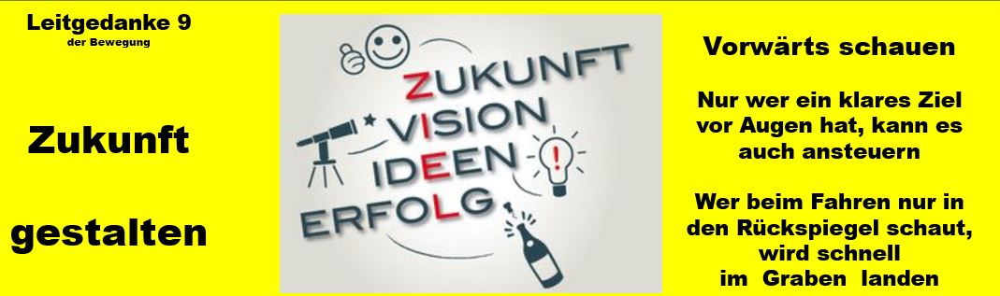 Leitgedanke 9
der Bewegung
Zukunft
gestalten
ZUKUNFT
VISION
IDEEN
ERFOLG
Vorwärts schauen
Nur wer ein klares Ziel
vor Augen hat, kann es
auch ansteuern
Wer beim Fahren nur in
den Rückspiegel schaut,
wird schnell
im Graben landen